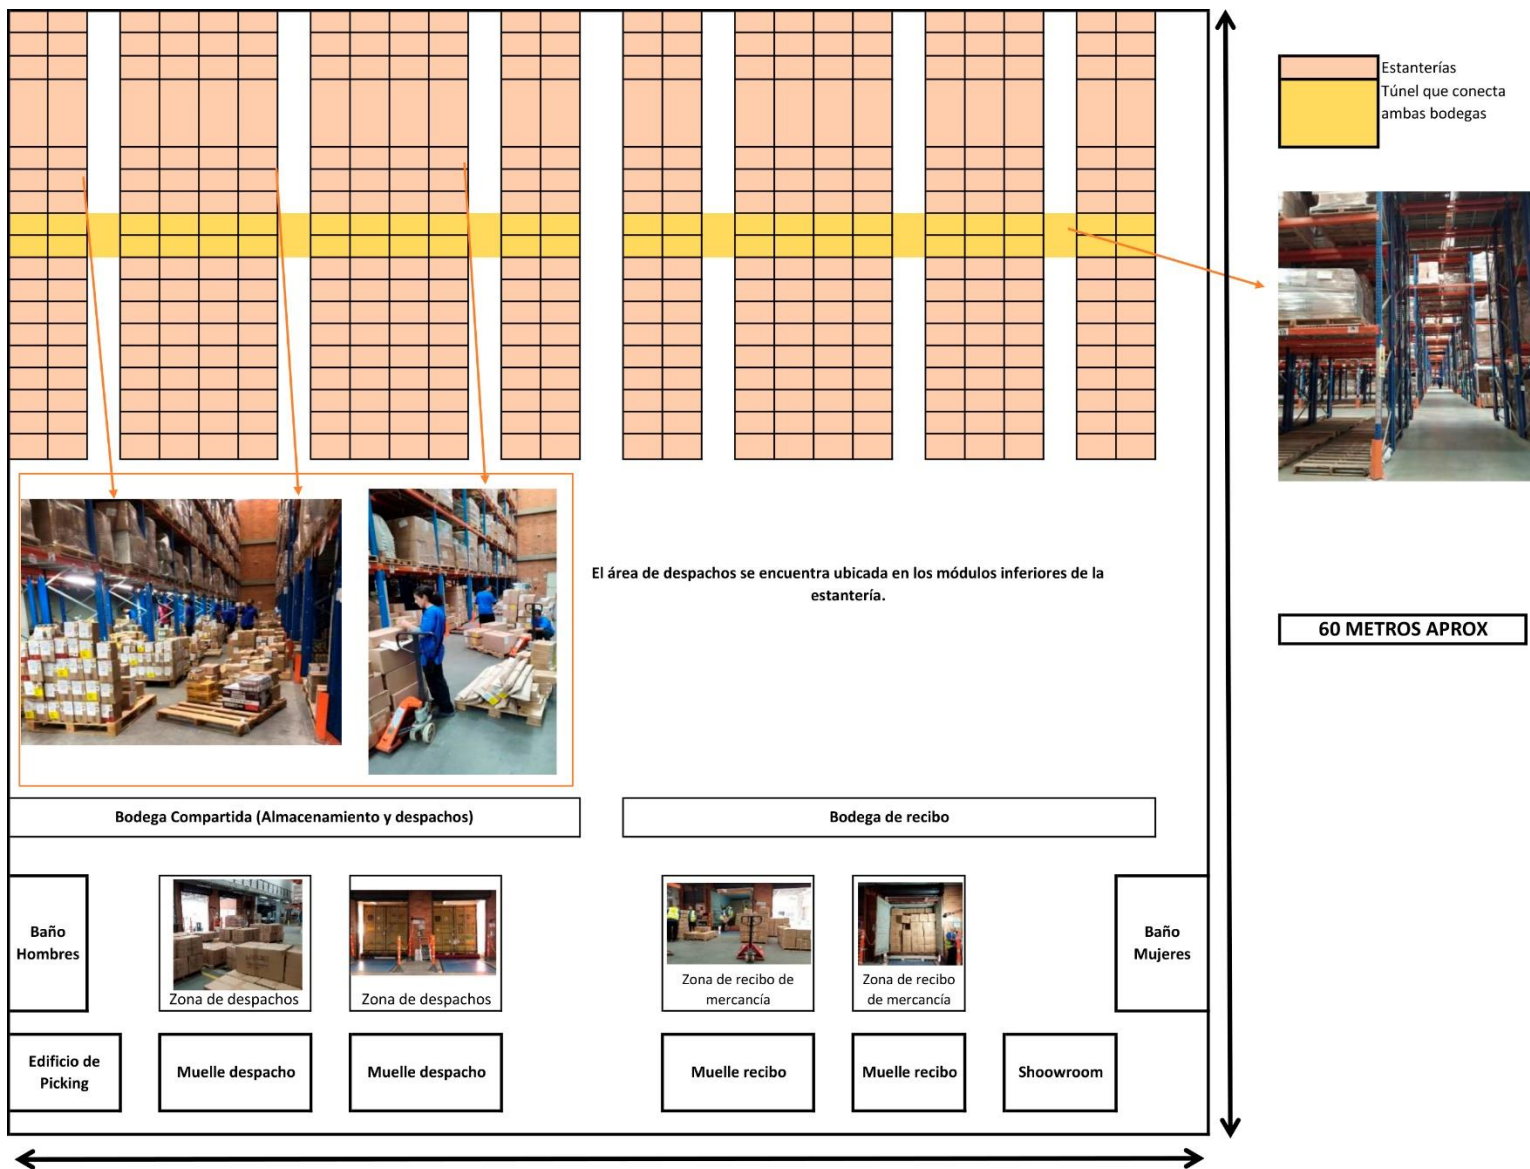 Estanterías
Túnel que conecta
ambas bodegas
El área de despachos se encuentra ubicada en los módulos inferiores de la
estantería.
60 METROS APROX
Bodega Compartida (Almacenamiento y despachos)
Bodega de recibo
Baño
Hombres
Zona de despachos
Zona de despachos
Zona de recibo de
mercancía
Zona de recibo
de mercancía
Baño
Mujeres
Edificio de
Picking
Muelle despacho
Muelle despacho
Muelle recibo
Muelle recibo
Shoowroom